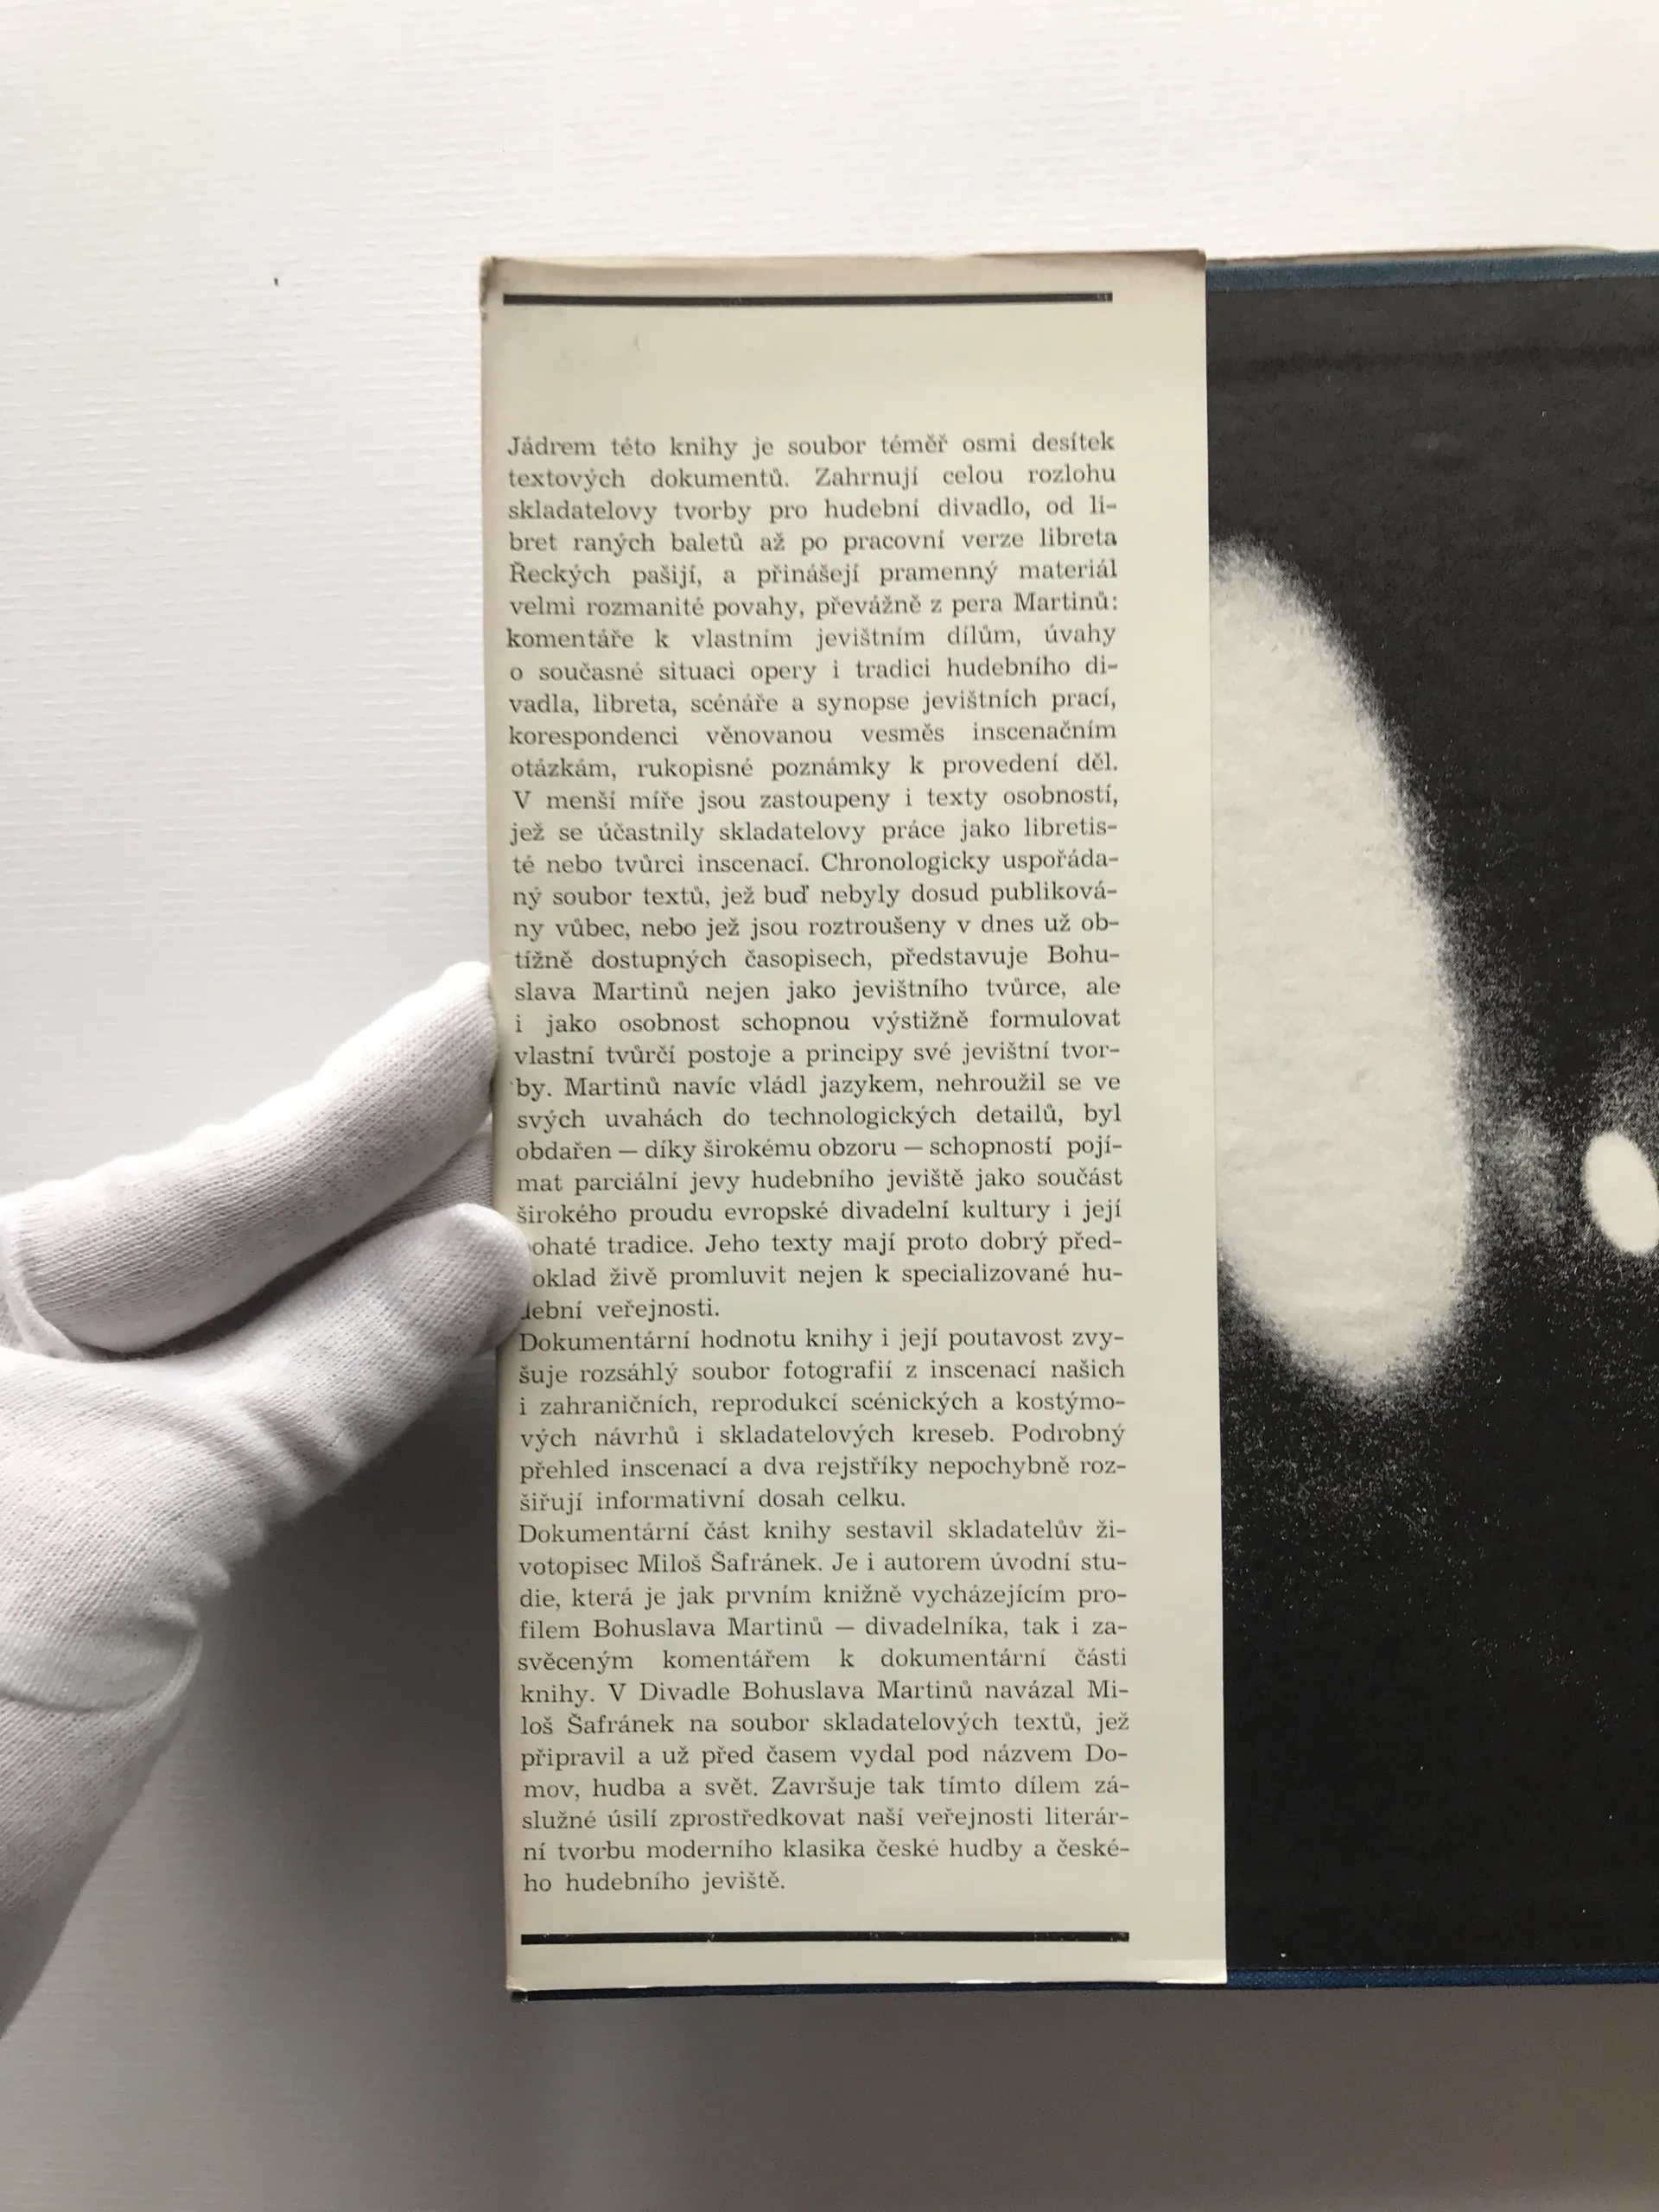 Jádrem této knihy je soubor téměř osmi desítek
textových dokumentů. Zahrnují celou rozlohu
skladatelovy tvorby pro hudební divadlo, od li-
bret raných baletů až po pracovní verze libreta
Řeckých pašijí, a přinášejí pramenný materiál
velmi rozmanité povahy, převážně z pera Martinů:
komentáře k vlastním jevištním dílům, úvahy
o současné situaci opery i tradici hudebního di-
vadla, libreta, scénáře a synopse jevištních prací,
korespondenci věnovanou vesměs inscenačním
otázkám, rukopisné poznámky k provedení děl.
V menší míře jsou zastoupeny i texty osobností,
jež se účastnily skladatelovy práce jako libretis-
té nebo tvůrci inscenací. Chronologicky uspořáda-
ný soubor textů, jež buď nebyly dosud publiková-
ny vůbec, nebo jež jsou roztroušeny v dnes už ob-
tížně dostupných časopisech, představuje Bohu-
slava Martinů nejen jako jevištního tvůrce, ale
i jako osobnost schopnou výstižně formulovat
vlastní tvůrčí postoje a principy své jevištní tvor-
by. Martinů navíc vládl jazykem, nehroužil se ve
svých uvahách do technologických detailů, byl
obdařen — díky širokému obzoru — schopností pojí-
mat parciální jevy hudebního jeviště jako součást
širokého proudu evropské divadelní kultury i její
ohaté tradice. Jeho texty mají proto dobrý před-
oklad živě promluvit nejen k specializované hu-
dební veřejnosti.
Dokumentární hodnotu knihy i její poutavost zvy-
šuje rozsáhlý soubor fotografií z inscenací našich
i zahraničních, reprodukcí scénických a kostýmo-
vých návrhů i skladatelových kreseb. Podrobný
přehled inscenací a dva rejstříky nepochybně roz-
šiřují informativní dosah celku.
Dokumentární část knihy sestavil skladatelův ži-
votopisec Miloš Šafránek. Je i autorem úvodní stu-
die, která je jak prvním knižně vycházejícím pro-
filem Bohuslava Martinů — divadelníka, tak i za-
svěceným komentářem k dokumentární části
knihy. V Divadle Bohuslava Martinů navázal Mi-
loš Šafránek na soubor skladatelových textů, jež
připravil a už před časem vydal pod názvem Do-
mov, hudba a svět. Završuje tak tímto dílem zá-
služné úsilí zprostředkovat naší veřejnosti literár-
ní tvorbu moderního klasika české hudby a české-
ho hudebního jeviště.